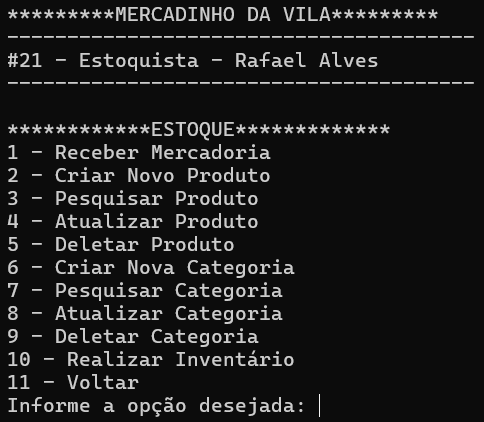 *********MERCADINHO DA VILA*********
---------------------------------------
#21 - Estoquista - Rafael Alves
---------------------------------------
************ESTOQUE*************
1 - Receber Mercadoria
2 - Criar Novo Produto
3 - Pesquisar Produto
4 - Atualizar Produto
5 - Deletar Produto
6 - Criar Nova Categoria
7 - Pesquisar Categoria
8 - Atualizar Categoria
9 - Deletar Categoria
10 - Realizar Inventário
11 - Voltar
Informe a opção desejada: